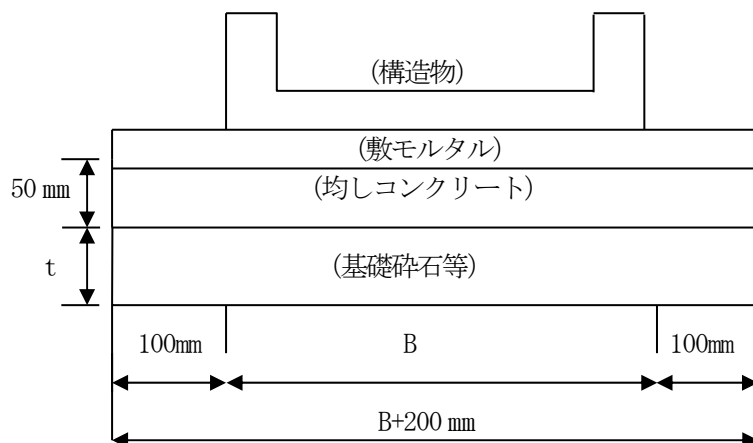 (構造物)
(敷モルタル)
50 mm
(均しコンクリート)
t
(基礎砕石等)
100mm
B
100mm
B+200 mm